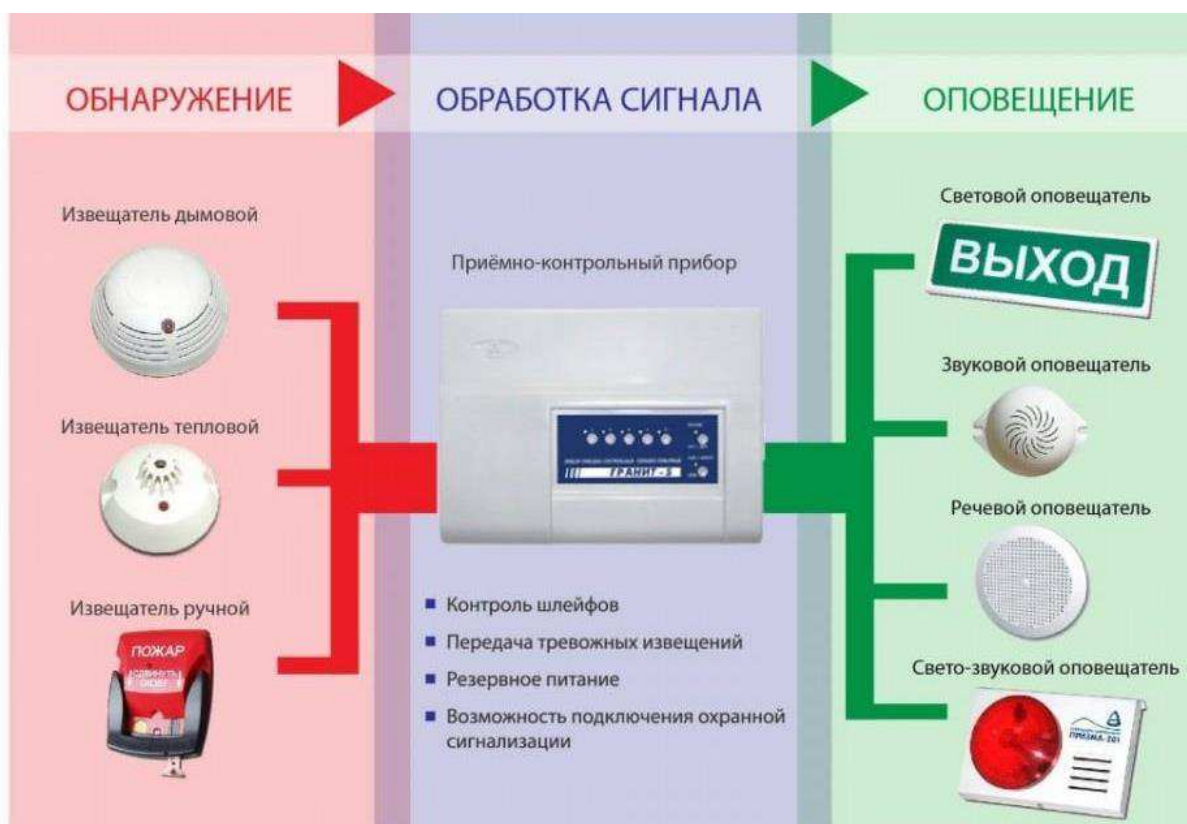 ОБНАРУЖЕНИЕ
ОБРАБОТКА СИГНАЛА
ОПОВЕЩЕНИЕ
Извещатель дымовой
Извещатель тепловой
Извещатель ручной
ПОЖАР
Приёмно-контрольный прибор
ГРАНИТ-5
Контроль шлейфов
Передача тревожных извещений
Резервное питание
Возможность подключения охранной
сигнализации
Световой оповещатель
ВЫХОД
Звуковой оповещатель
Речевой оповещатель
Свето-звуковой оповещатель
ПРИЗМА-201